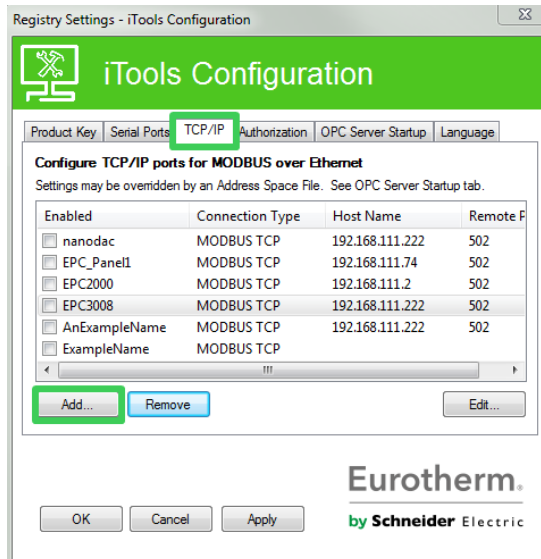 Registry Settings - iTools Configuration
iTools Configuration
Product Key Serial Ports TCP/IP Authorization OPC Server Startup Language
Configure TCP/IP ports for MODBUS over Ethernet
Settings may be overridden by an Address Space File. See OPC Server Startup tab.
Enabled Connection Type Host Name Remote P
nanodac MODBUS TCP 192.168.111.222 502
EPC_Panel1 MODBUS TCP 192.168.111.74 502
EPC2000 MODBUS TCP 192.168.111.2 502
EPC3008 MODBUS TCP 192.168.111.222 502
AnExampleName MODBUS TCP 192.168.111.222 502
ExampleName MODBUS TCP
Add... Remove Edit...
Eurotherm.
by Schneider Electric
OK Cancel Apply